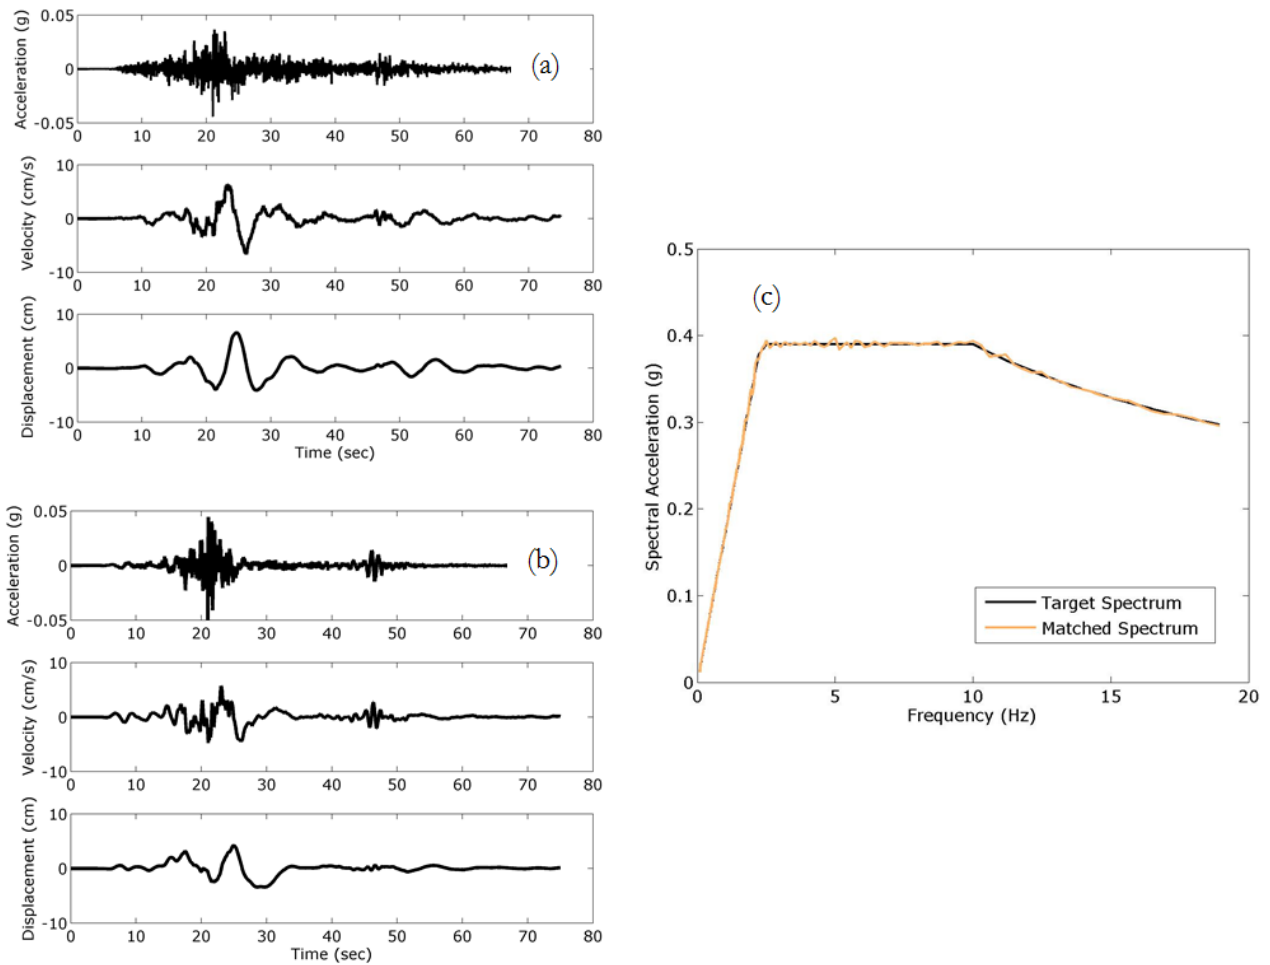 Acceleration (g)
0.05
0
-0.05
(a)
0 10 20 30 40 50 60 70 80
Velocity (cm/s)
10
0
-10
0 10 20 30 40 50 60 70 80
Displacement (cm)
10
0
-10
0 10 20 30 40 50 60 70 80
Time (sec)
Acceleration (g)
0.05
0
-0.05
(b)
0 10 20 30 40 50 60 70 80
Velocity (cm/s)
10
0
-10
0 10 20 30 40 50 60 70 80
Displacement (cm)
10
0
-10
0 10 20 30 40 50 60 70 80
Time (sec)
Spectral Acceleration (g)
0.5
0.4
0.3
0.2
0.1
0
(c)
Target Spectrum
Matched Spectrum
0 5 10 15 20
Frequency (Hz)